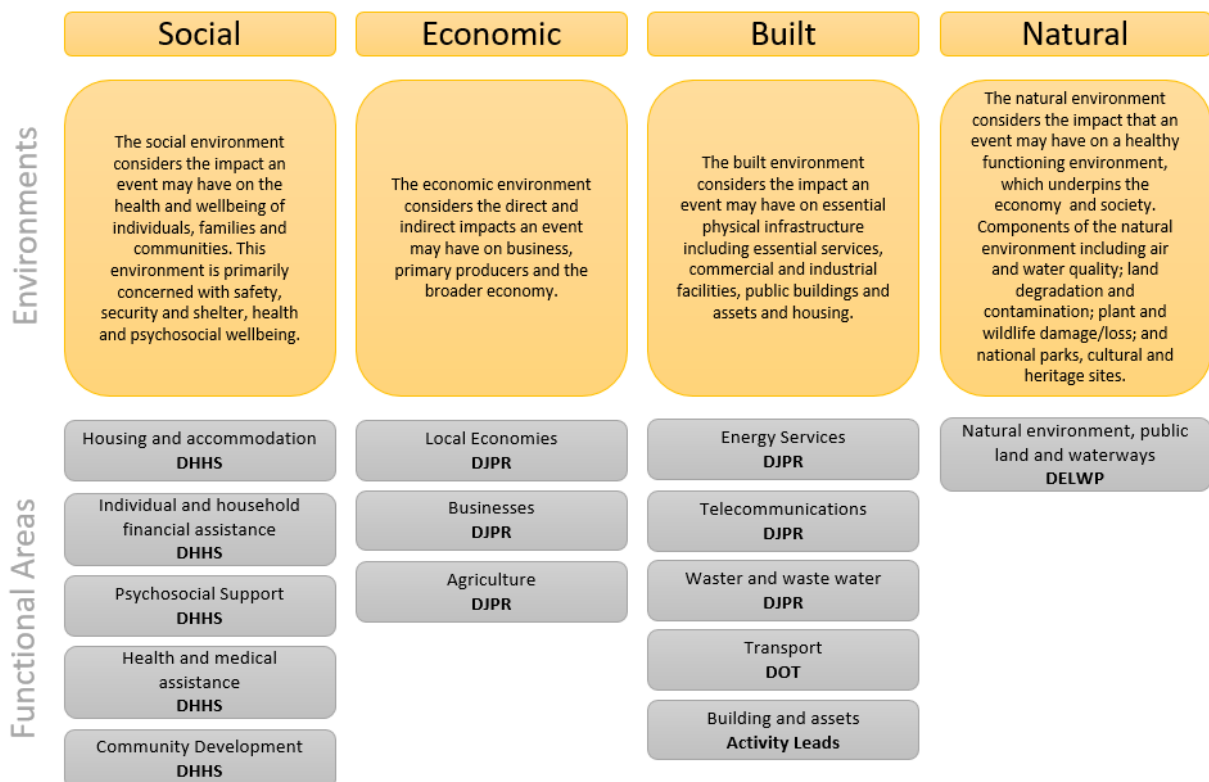 Social
Economic
Built
Natural
Environments
The social environment
considers the impact an
event may have on the
health and wellbeing of
individuals, families and
communities. This
environment is primarily
concerned with safety,
security and shelter, health
and psychosocial wellbeing.
The economic environment
considers the direct and
indirect impacts an event
may have on business,
primary producers and the
broader economy.
The built environment
considers the impact an
event may have on essential
physical infrastructure
including essential services,
commercial and industrial
facilities, public buildings and
assets and housing.
The natural environment
considers the impact that an
event may have on a healthy
functioning environment,
which underpins the
economy and society.
Components of the natural
environment including air
and water quality; land
degradation and
contamination; plant and
wildlife damage/loss; and
national parks, cultural and
heritage sites.
Functional Areas
Housing and accommodation
DHHS
Individual and household
financial assistance
DHHS
Psychosocial Support
DHHS
Health and medical
assistance
DHHS
Community Development
DHHS
Local Economies
DJPR
Businesses
DJPR
Agriculture
DJPR
Energy Services
DJPR
Telecommunications
DJPR
Waster and waste water
DJPR
Transport
DOT
Building and assets
Activity Leads
Natural environment, public
land and waterways
DELWP